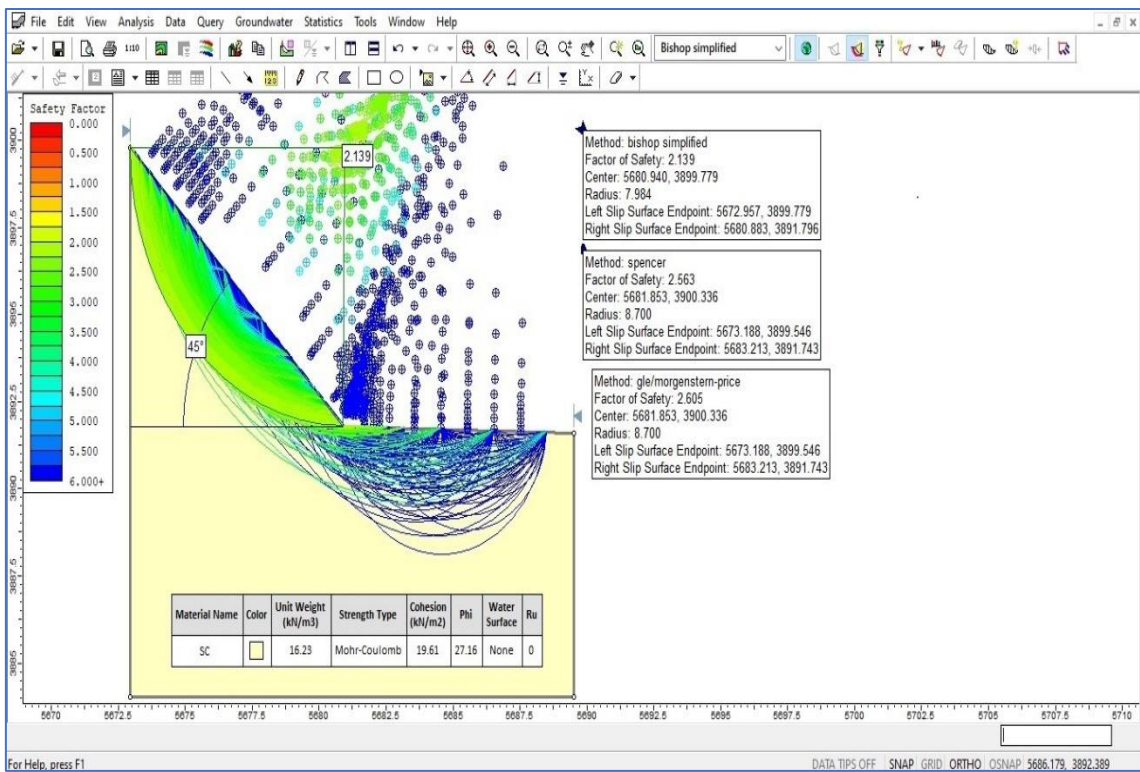 File Edit View Analysis Data Query Groundwater Statistics Tools Window Help
1:10 Bishop simplified
Safety Factor
0.000
0.500
1.000
1.500
2.000
2.500
3.000
3.500
4.000
4.500
5.000
5.500
6.000+
3900
3897.5
3895
3892.5
3890
3887.5
3885
2.139
45°
Method: bishop simplified
Factor of Safety: 2.139
Center: 5680.940, 3899.779
Radius: 7.984
Left Slip Surface Endpoint: 5672.957, 3899.779
Right Slip Surface Endpoint: 5680.883, 3891.796
Method: spencer
Factor of Safety: 2.563
Center: 5681.853, 3900.336
Radius: 8.700
Left Slip Surface Endpoint: 5673.188, 3899.546
Right Slip Surface Endpoint: 5683.213, 3891.743
Method: gle/morgenstern-price
Factor of Safety: 2.605
Center: 5681.853, 3900.336
Radius: 8.700
Left Slip Surface Endpoint: 5673.188, 3899.546
Right Slip Surface Endpoint: 5683.213, 3891.743
Material Name Color Unit Weight (kN/m3) Strength Type Cohesion (kN/m2) Phi Water Surface Ru
SC 16.23 Mohr-Coulomb 19.61 27.16 None 0
5670 5672.5 5675 5677.5 5680 5682.5 5685 5687.5 5690 5692.5 5695 5697.5 5700 5702.5 5705 5707.5 5710
For Help, press F1 DATA TIPS OFF SNAP GRID ORTHO OSNAP 5686.179, 3892.389